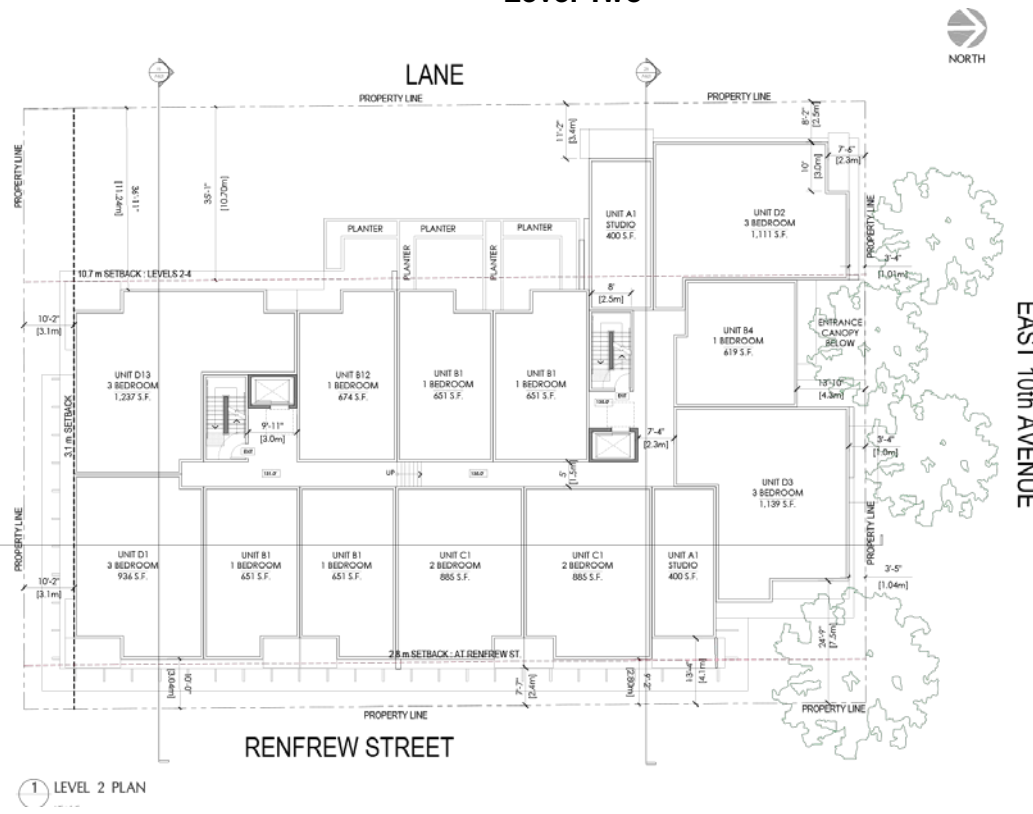 NORTH
LANE
PROPERTY LINE
PROPERTY LINE
PROPERTY LINE
36'-11"
[11.24m]
35'-1"
[10.70m]
11'-2"
[3.4m]
8'-2"
[2.5m]
10'
[3.0m]
7'-6"
[2.3m]
UNIT A1
STUDIO
400 S.F.
UNIT D2
3 BEDROOM
1,111 S.F.
PROPERTY LINE
PLANTER
PLANTER
PLANTER
PLANTER
PLANTER
3'-4"
[1.01m]
10.7 m SETBACK : LEVELS 2-4
8'
[2.5m]
10'-2"
[3.1m]
UNIT B4
1 BEDROOM
619 S.F.
ENTRANCE
CANOPY
BELOW
EAST 10th AVENUE
UNIT D13
3 BEDROOM
1,237 S.F.
UNIT B12
1 BEDROOM
674 S.F.
UNIT B1
1 BEDROOM
651 S.F.
UNIT B1
1 BEDROOM
651 S.F.
13'-10"
[4.3m]
3.1 m SETBACK
9'-11"
[3.0m]
EXIT
EXIT
7'-4"
[2.3m]
3'-4"
[1.0m]
UP
5'
[1.5m]
UNIT D3
3 BEDROOM
1,139 S.F.
PROPERTY LINE
PROPERTY LINE
UNIT D1
3 BEDROOM
936 S.F.
UNIT B1
1 BEDROOM
651 S.F.
UNIT B1
1 BEDROOM
651 S.F.
UNIT C1
2 BEDROOM
885 S.F.
UNIT C1
2 BEDROOM
885 S.F.
UNIT A1
STUDIO
400 S.F.
10'-2"
[3.1m]
3'-5"
[1.04m]
24'-9"
[7.5m]
2.8 m SETBACK : AT RENFREW ST.
10'-0"
[3.04m]
7'-7"
[2.4m]
9'-2"
[2.80m]
13'-4"
[4.1m]
PROPERTY LINE
PROPERTY LINE
RENFREW STREET
1 LEVEL 2 PLAN